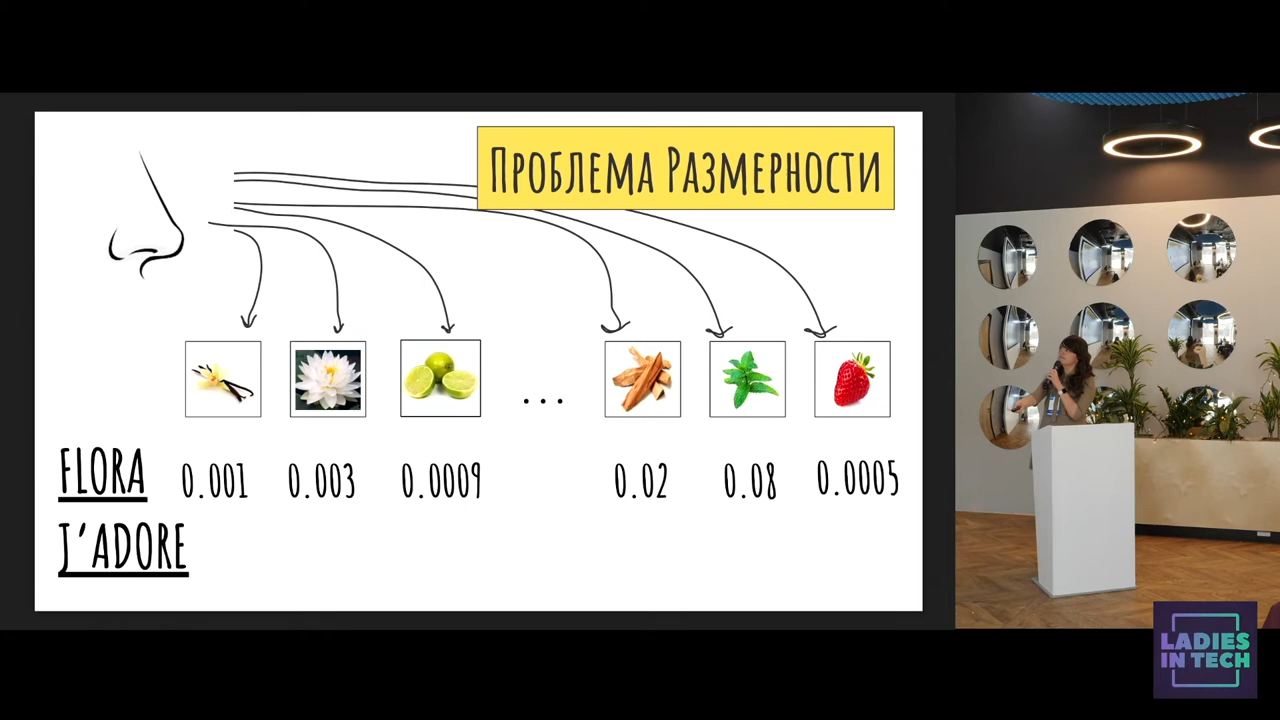 Проблема Размерности
...
FLORA 0.001 0.003 0.0009 0.02 0.08 0.0005
J'ADORE
LADIES
IN TECH